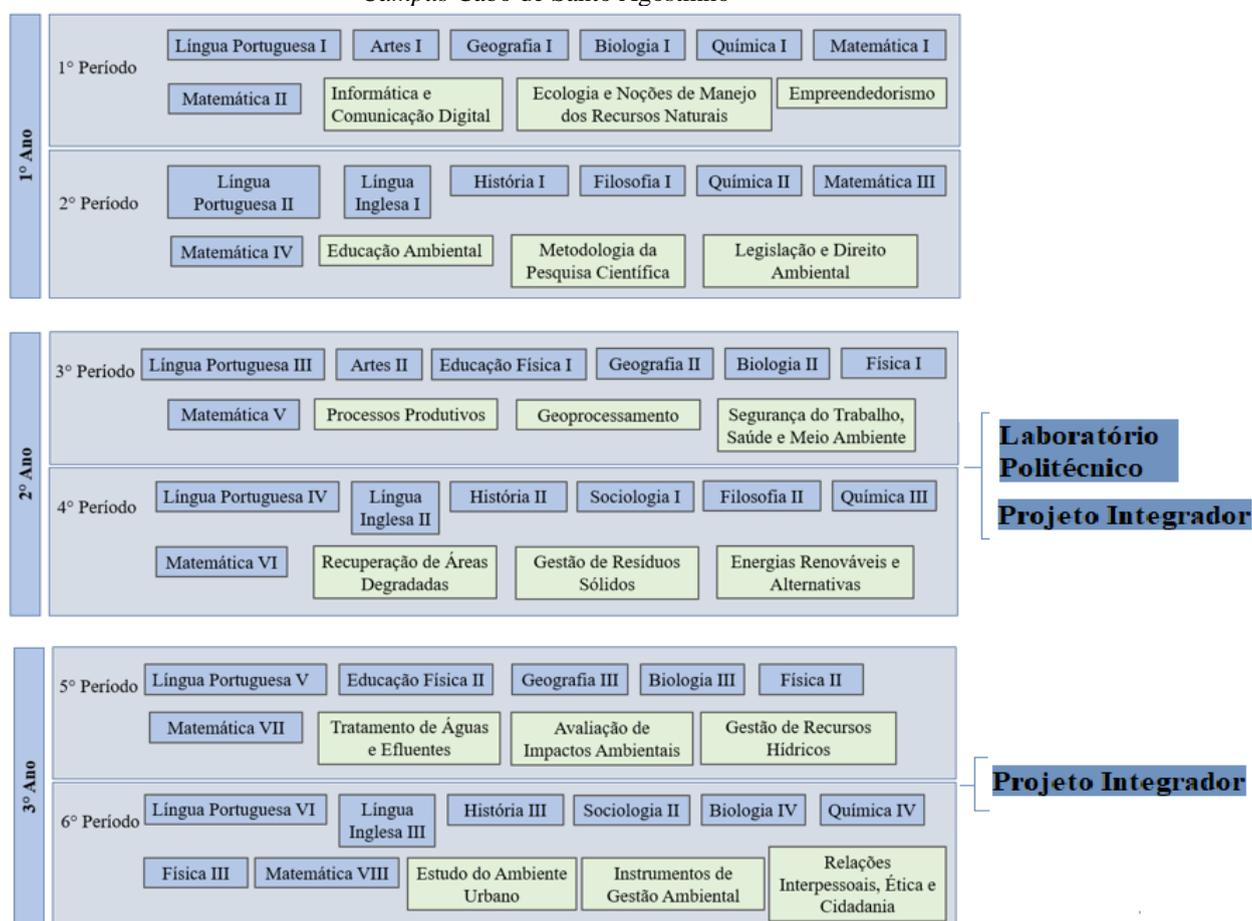 Campus Cabo de Santo Agostinho
1° Ano
1° Período
Língua Portuguesa I
Artes I
Geografia I
Biologia I
Química I
Matemática I
Matemática II
Informática e
Comunicação Digital
Ecologia e Noções de Manejo
dos Recursos Naturais
Empreendedorismo
2° Período
Língua
Portuguesa II
Língua
Inglesa I
História I
Filosofia I
Química II
Matemática III
Matemática IV
Educação Ambiental
Metodologia da
Pesquisa Científica
Legislação e Direito
Ambiental
2° Ano
3° Período
Língua Portuguesa III
Artes II
Educação Física I
Geografia II
Biologia II
Física I
Matemática V
Processos Produtivos
Geoprocessamento
Segurança do Trabalho,
Saúde e Meio Ambiente
4° Período
Língua Portuguesa IV
Língua
Inglesa II
História II
Sociologia I
Filosofia II
Química III
Matemática VI
Recuperação de Áreas
Degradadas
Gestão de Resíduos
Sólidos
Energias Renováveis e
Alternativas
Laboratório
Politécnico
Projeto Integrador
3° Ano
5° Período
Língua Portuguesa V
Educação Física II
Geografia III
Biologia III
Física II
Matemática VII
Tratamento de Águas
e Efluentes
Avaliação de
Impactos Ambientais
Gestão de Recursos
Hídricos
6° Período
Língua Portuguesa VI
Língua
Inglesa III
História III
Sociologia II
Biologia IV
Química IV
Física III
Matemática VIII
Estudo do Ambiente
Urbano
Instrumentos de
Gestão Ambiental
Relações
Interpessoais, Ética e
Cidadania
Projeto Integrador